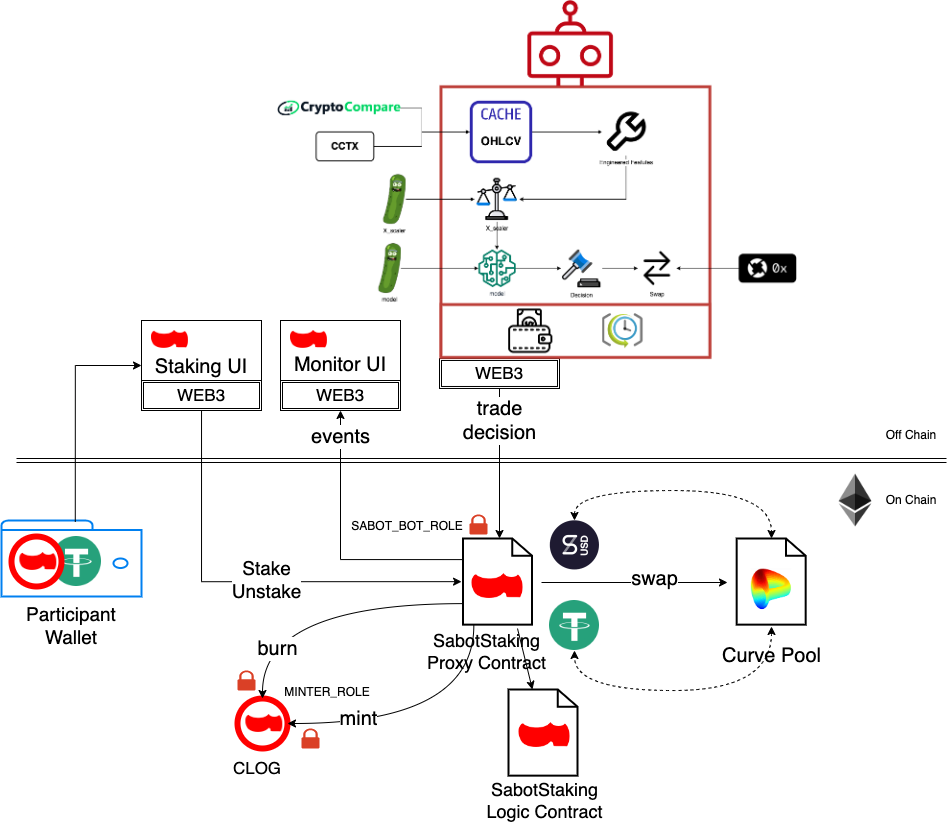 CryptoCompare
CCTX
CACHE
OHLCV
Engineered Features
X_scaler
X_scaler
model
model
Decision
Swap
0x
Staking UI
WEB3
Monitor UI
WEB3
WEB3
trade
decision
events
Off Chain
On Chain
SABOT_BOT_ROLE
S USD
Stake
Unstake
swap
Participant
Wallet
SabotStaking
Proxy Contract
Curve Pool
burn
MINTER_ROLE
mint
CLOG
SabotStaking
Logic Contract